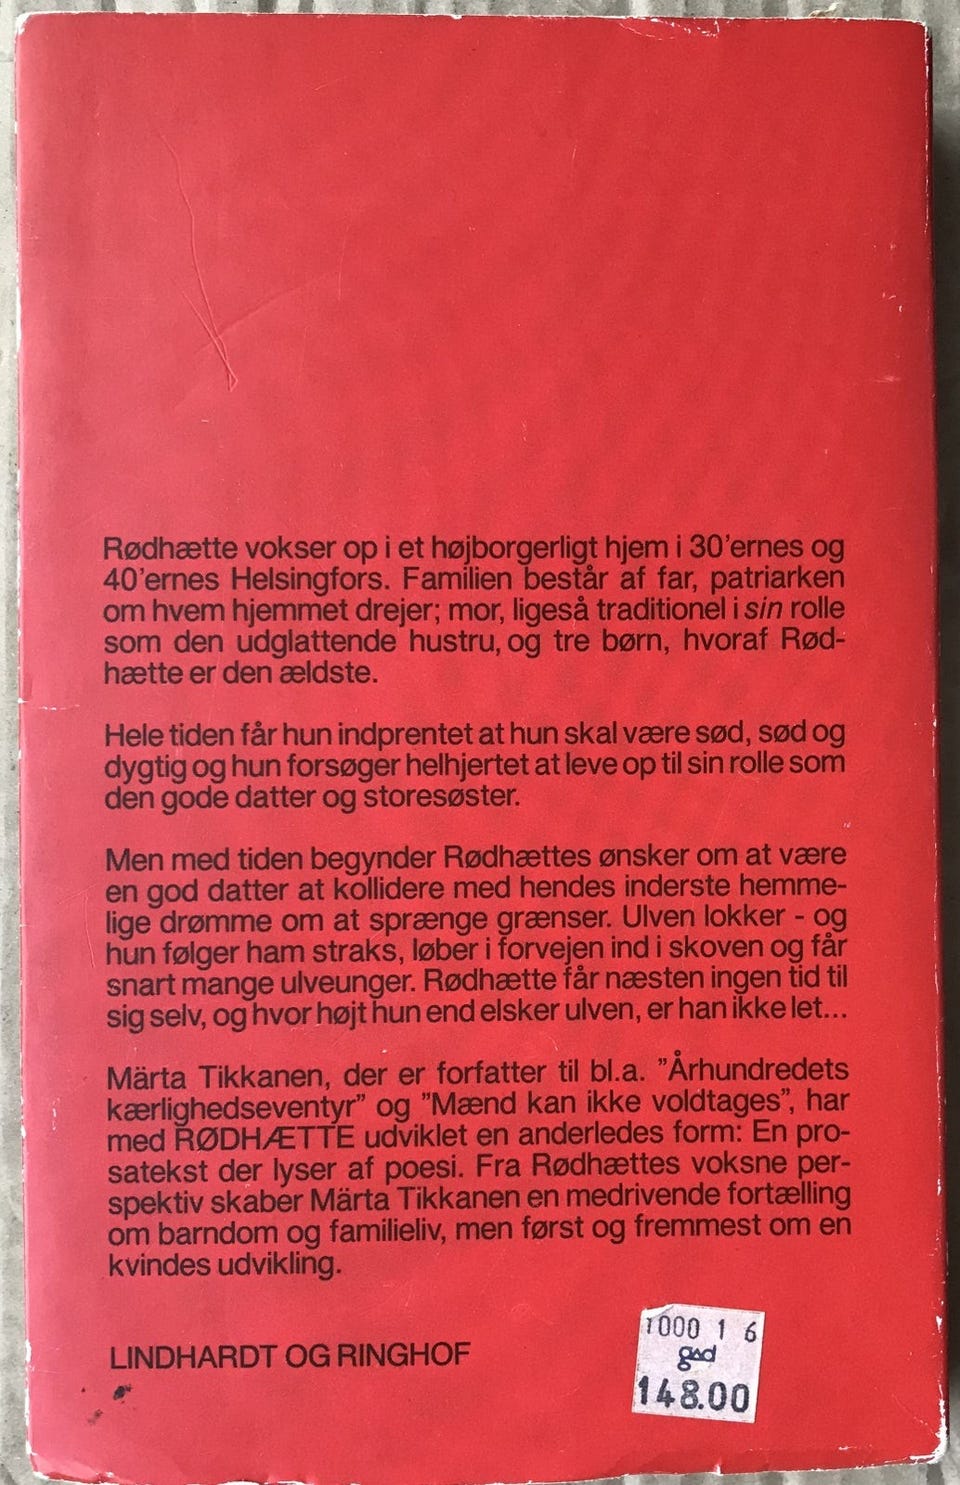 Rødhætte vokser op i et højborgerligt hjem i 30'ernes og
40'ernes Helsingfors. Familien består af far, patriarken
om hvem hjemmet drejer; mor, ligeså traditionel i sin rolle
som den udglattende hustru, og tre børn, hvoraf Rød-
hætte er den ældste.
Hele tiden får hun indprentet at hun skal være sød, sød og
dygtig og hun forsøger helhjertet at leve op til sin rolle som
den gode datter og storesøster.
Men med tiden begynder Rødhættes ønsker om at være
en god datter at kollidere med hendes inderste hemme-
lige drømme om at sprænge grænser. Ulven lokker - og
hun følger ham straks, løber i forvejen ind i skoven og får
snart mange ulveunger. Rødhætte får næsten ingen tid til
sig selv, og hvor højt hun end elsker ulven, er han ikke let...
Märta Tikkanen, der er forfatter til bl.a. ”Århundredets
kærlighedseventyr” og ”Mænd kan ikke voldtages”, har
med RØDHÆTTE udviklet en anderledes form: En pro-
satekst der lyser af poesi. Fra Rødhættes voksne per-
spektiv skaber Märta Tikkanen en medrivende fortælling
om barndom og familieliv, men først og fremmest om en
kvindes udvikling.
LINDHARDT OG RINGHOF
1000 1 6
gad
148.00